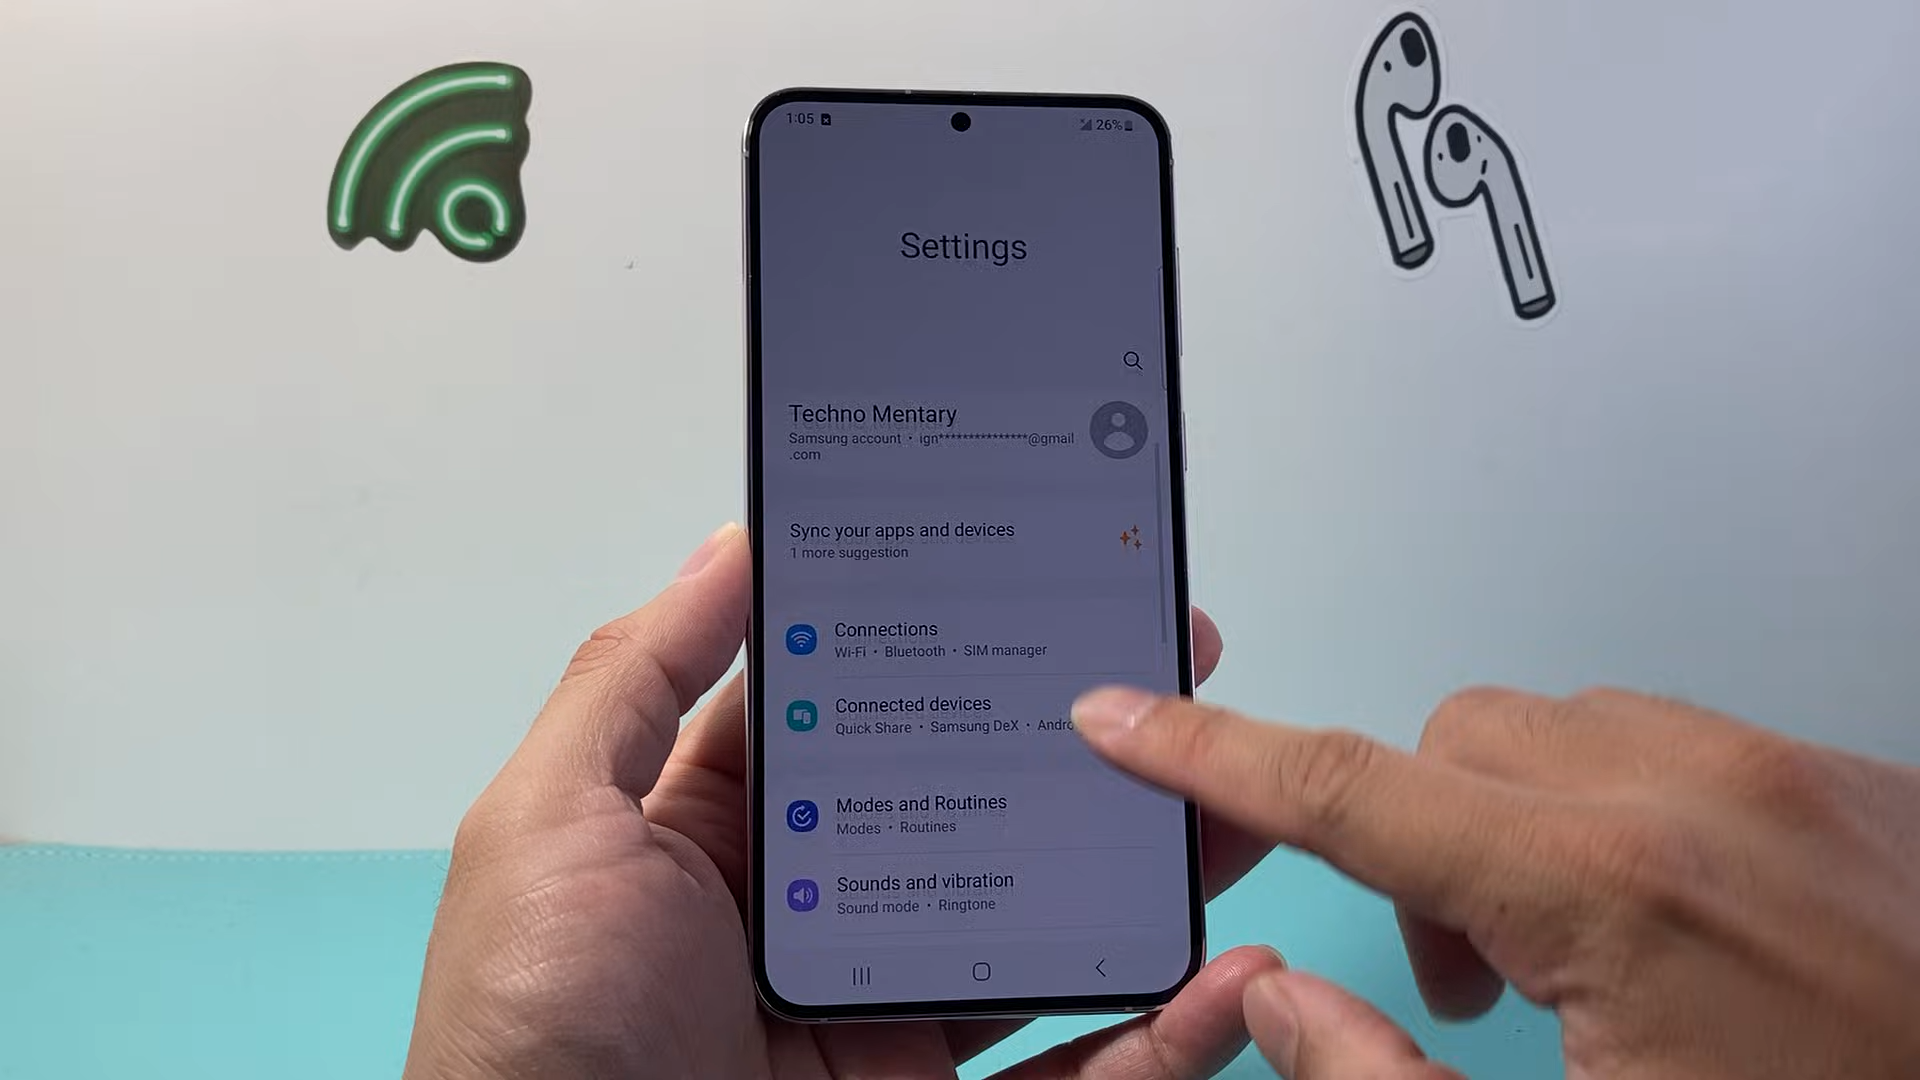 1:05
26%
Settings
Techno Mentary
Samsung account • ign***************@gmail
.com
Sync your apps and devices
1 more suggestion
Connections
Wi-Fi • Bluetooth • SIM manager
Connected devices
Quick Share • Samsung DeX • Andro
Modes and Routines
Modes • Routines
Sounds and vibration
Sound mode • Ringtone